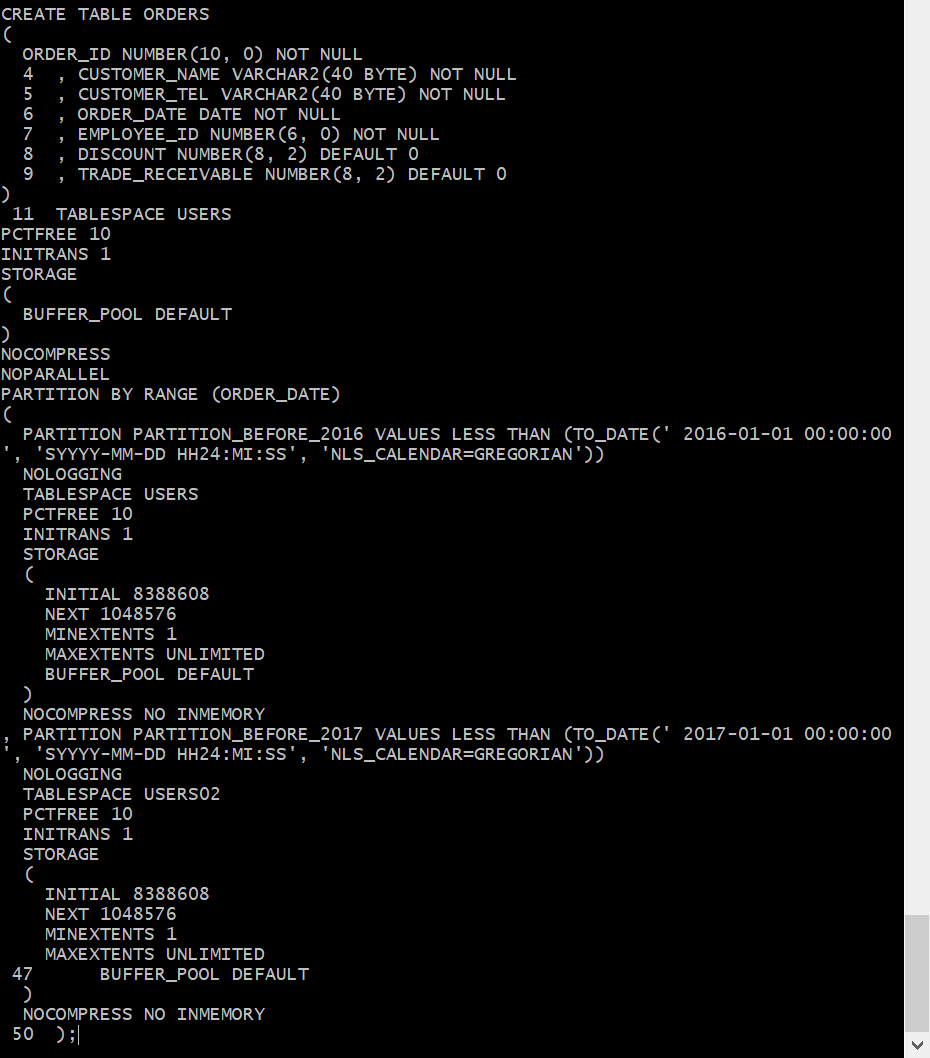 CREATE TABLE ORDERS
(
  ORDER_ID NUMBER(10, 0) NOT NULL
  4  , CUSTOMER_NAME VARCHAR2(40 BYTE) NOT NULL
  5  , CUSTOMER_TEL VARCHAR2(40 BYTE) NOT NULL
  6  , ORDER_DATE DATE NOT NULL
  7  , EMPLOYEE_ID NUMBER(6, 0) NOT NULL
  8  , DISCOUNT NUMBER(8, 2) DEFAULT 0
  9  , TRADE_RECEIVABLE NUMBER(8, 2) DEFAULT 0
)
 11  TABLESPACE USERS
PCTFREE 10
INITRANS 1
STORAGE
(
  BUFFER_POOL DEFAULT
)
NOCOMPRESS
NOPARALLEL
PARTITION BY RANGE (ORDER_DATE)
(
  PARTITION PARTITION_BEFORE_2016 VALUES LESS THAN (TO_DATE(' 2016-01-01 00:00:00
', 'SYYYY-MM-DD HH24:MI:SS', 'NLS_CALENDAR=GREGORIAN'))
  NOLOGGING
  TABLESPACE USERS
  PCTFREE 10
  INITRANS 1
  STORAGE
  (
    INITIAL 8388608
    NEXT 1048576
    MINEXTENTS 1
    MAXEXTENTS UNLIMITED
    BUFFER_POOL DEFAULT
  )
  NOCOMPRESS NO INMEMORY
, PARTITION PARTITION_BEFORE_2017 VALUES LESS THAN (TO_DATE(' 2017-01-01 00:00:00
', 'SYYYY-MM-DD HH24:MI:SS', 'NLS_CALENDAR=GREGORIAN'))
  NOLOGGING
  TABLESPACE USERS02
  PCTFREE 10
  INITRANS 1
  STORAGE
  (
    INITIAL 8388608
    NEXT 1048576
    MINEXTENTS 1
    MAXEXTENTS UNLIMITED
 47      BUFFER_POOL DEFAULT
  )
  NOCOMPRESS NO INMEMORY
 50  );